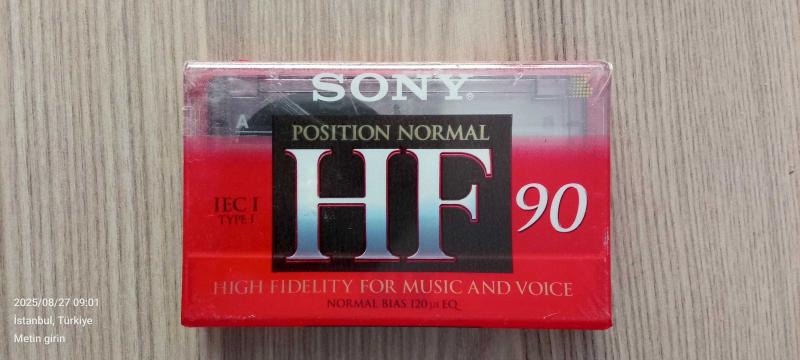 SONY®
A
POSITION NORMAL
HF
90
IEC I
TYPE I
HIGH FIDELITY FOR MUSIC AND VOICE
NORMAL BIAS 120 μs EQ
2025/08/27 09:01
İstanbul, Türkiye
Metin girin